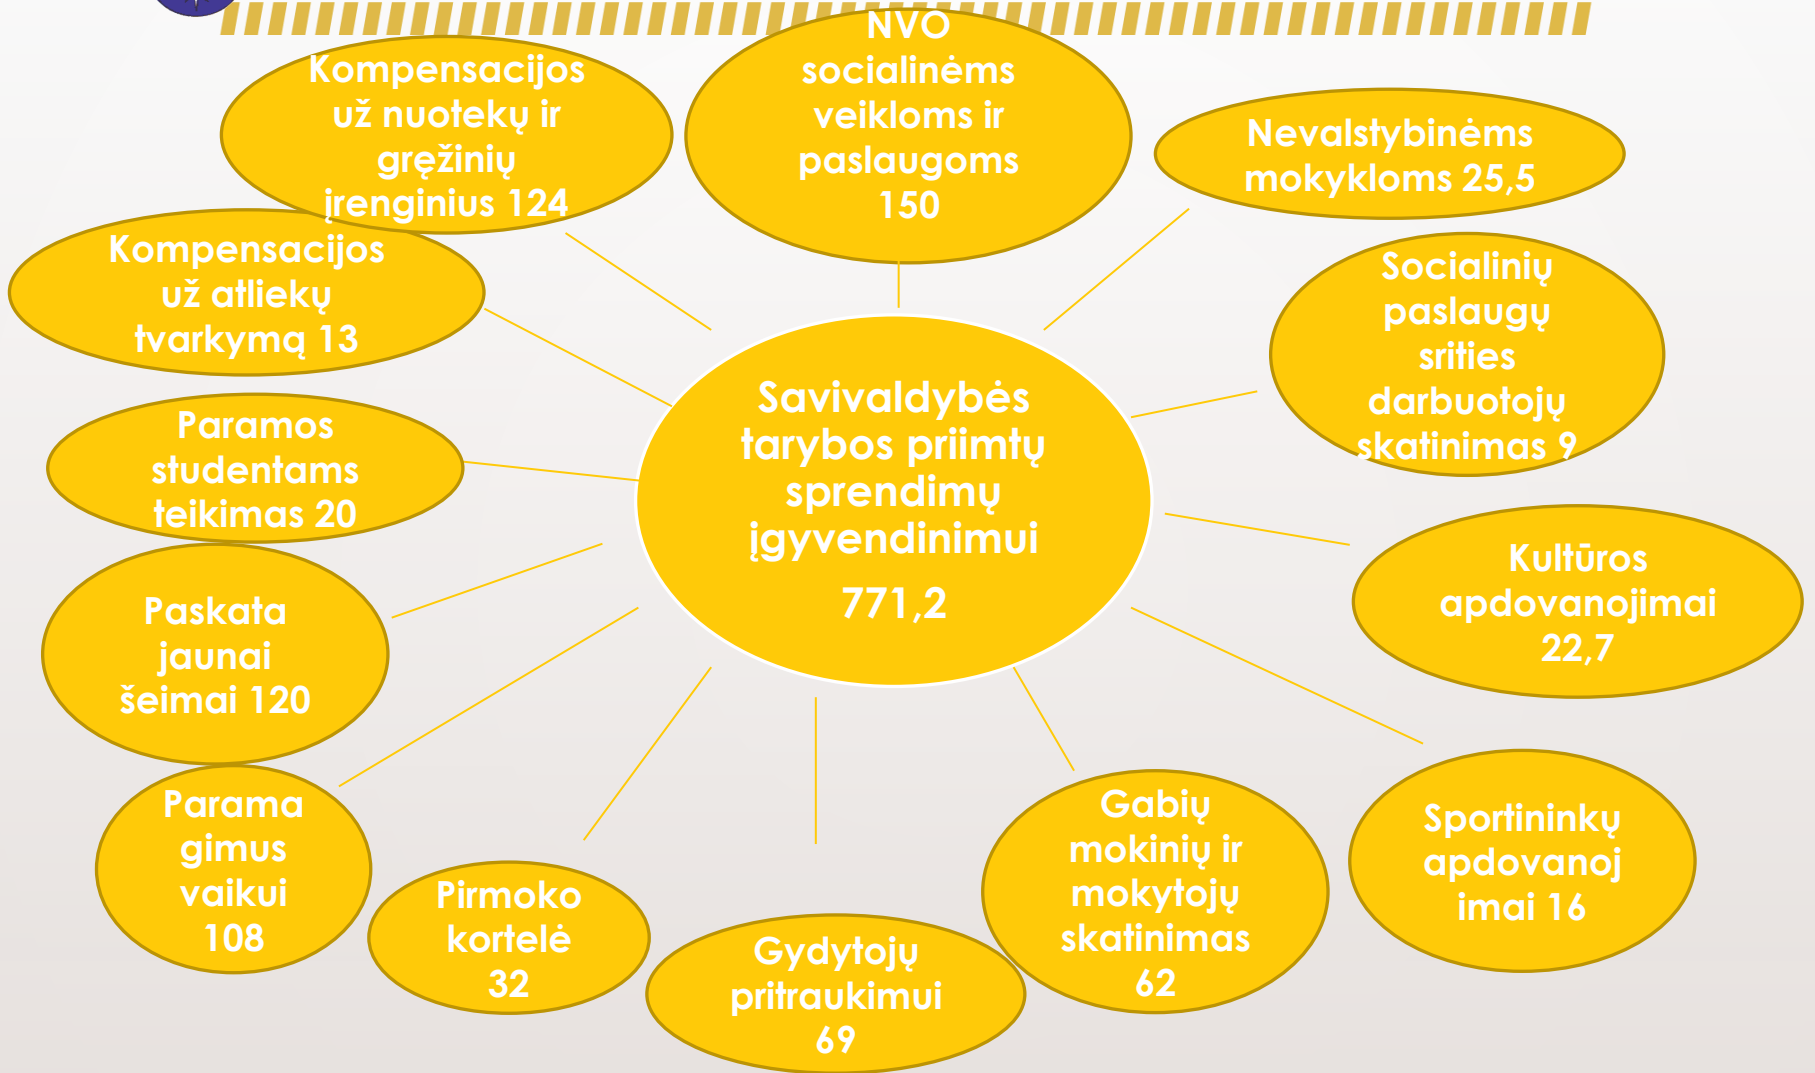 NVO
socialinėms
veikloms ir
paslaugoms
150
Kompensacijos
už nuotekų ir
gręžinių
įrenginius 124
Nevalstybinėms
mokykloms 25,5
Kompensacijos
už atliekų
tvarkymą 13
Socialinių
paslaugų
srities
darbuotojų
skatinimas 9
Savivaldybės
tarybos priimtų
sprendimų
įgyvendinimui
771,2
Paramos
studentams
teikimas 20
Kultūros
apdovanojimai
22,7
Paskata
jaunai
šeimai 120
Parama
gimus
vaikui
108
Pirmoko
kortelė
32
Gydytojų
pritraukimui
69
Gabių
mokinių ir
mokytojų
skatinimas
62
Sportininkų
apdovanoj
imai 16